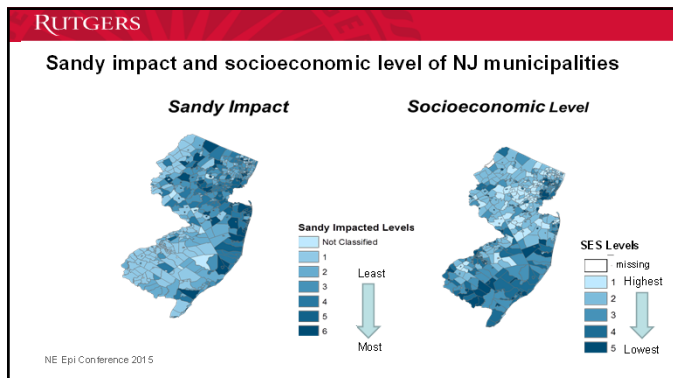 RUTGERS
Sandy impact and socioeconomic level of NJ municipalities
Sandy Impact
Socioeconomic Level
Sandy Impacted Levels
Not Classified
1
2
3
4
5
6
Least
Most
SES Levels
missing
1 Highest
2
3
4
5 Lowest
NE Epi Conference 2015